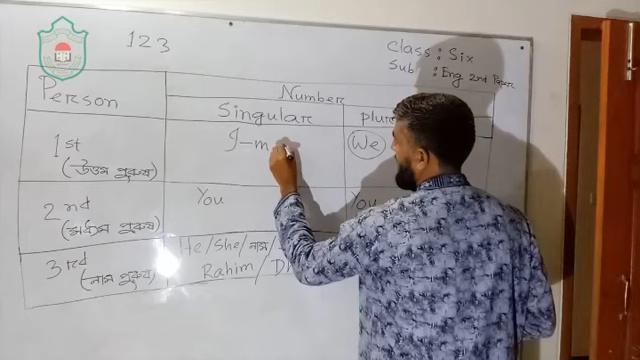 123
Class : Six
Sub : Eng 2nd Paper
Person
Number
Singular
1st
I-m
We
(উত্তম পুরুষ)
2nd
You
You
(মধ্যম পুরুষ)
3rd
He/She/নাম/
(নাম পুরুষ)
Rahim/